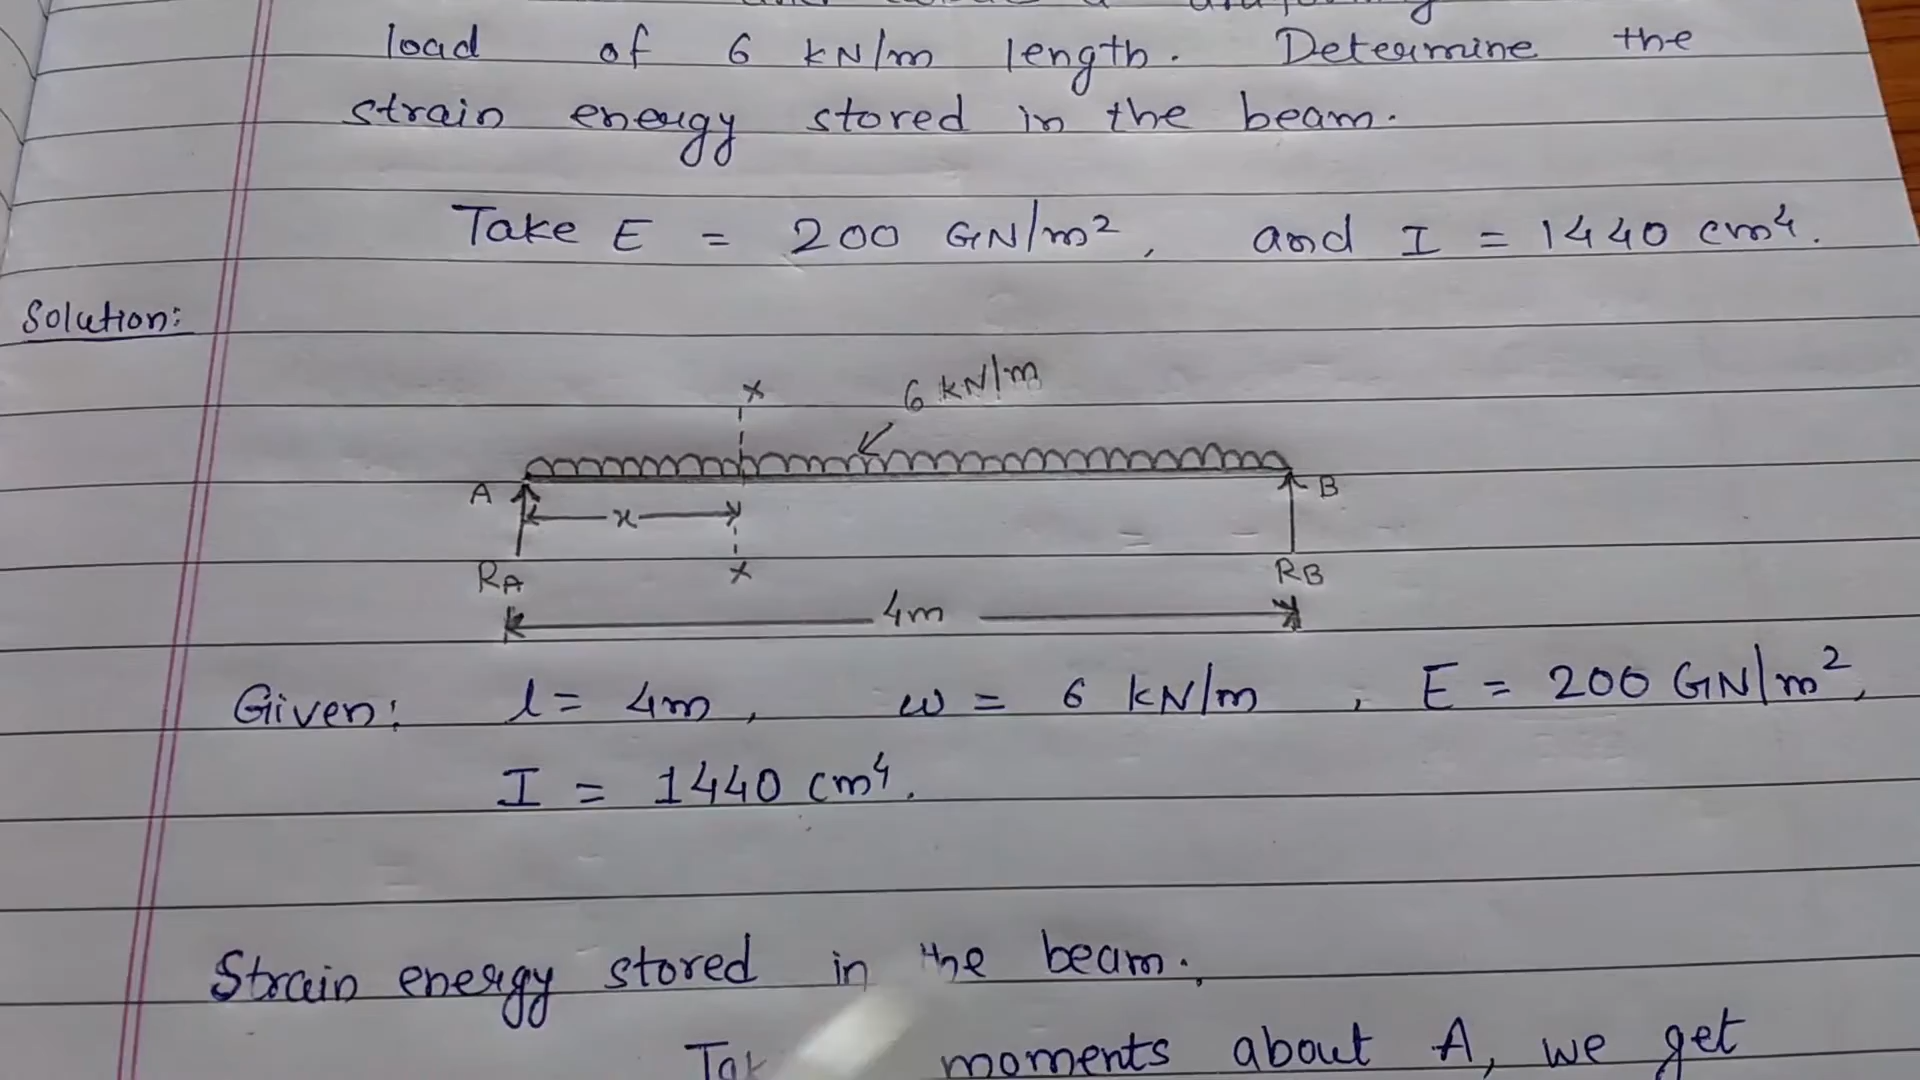 load of 6 kN/m length. Determine the
strain energy stored in the beam.
Take E = 200 GN/m², and I = 1440 cm⁴.
Solution:
x 6 kN/m
A x B
RA x RB
4m
Given: l = 4m, w = 6 kN/m, E = 200 GN/m²,
I = 1440 cm⁴.
Strain energy stored in the beam.
moments about A, we get